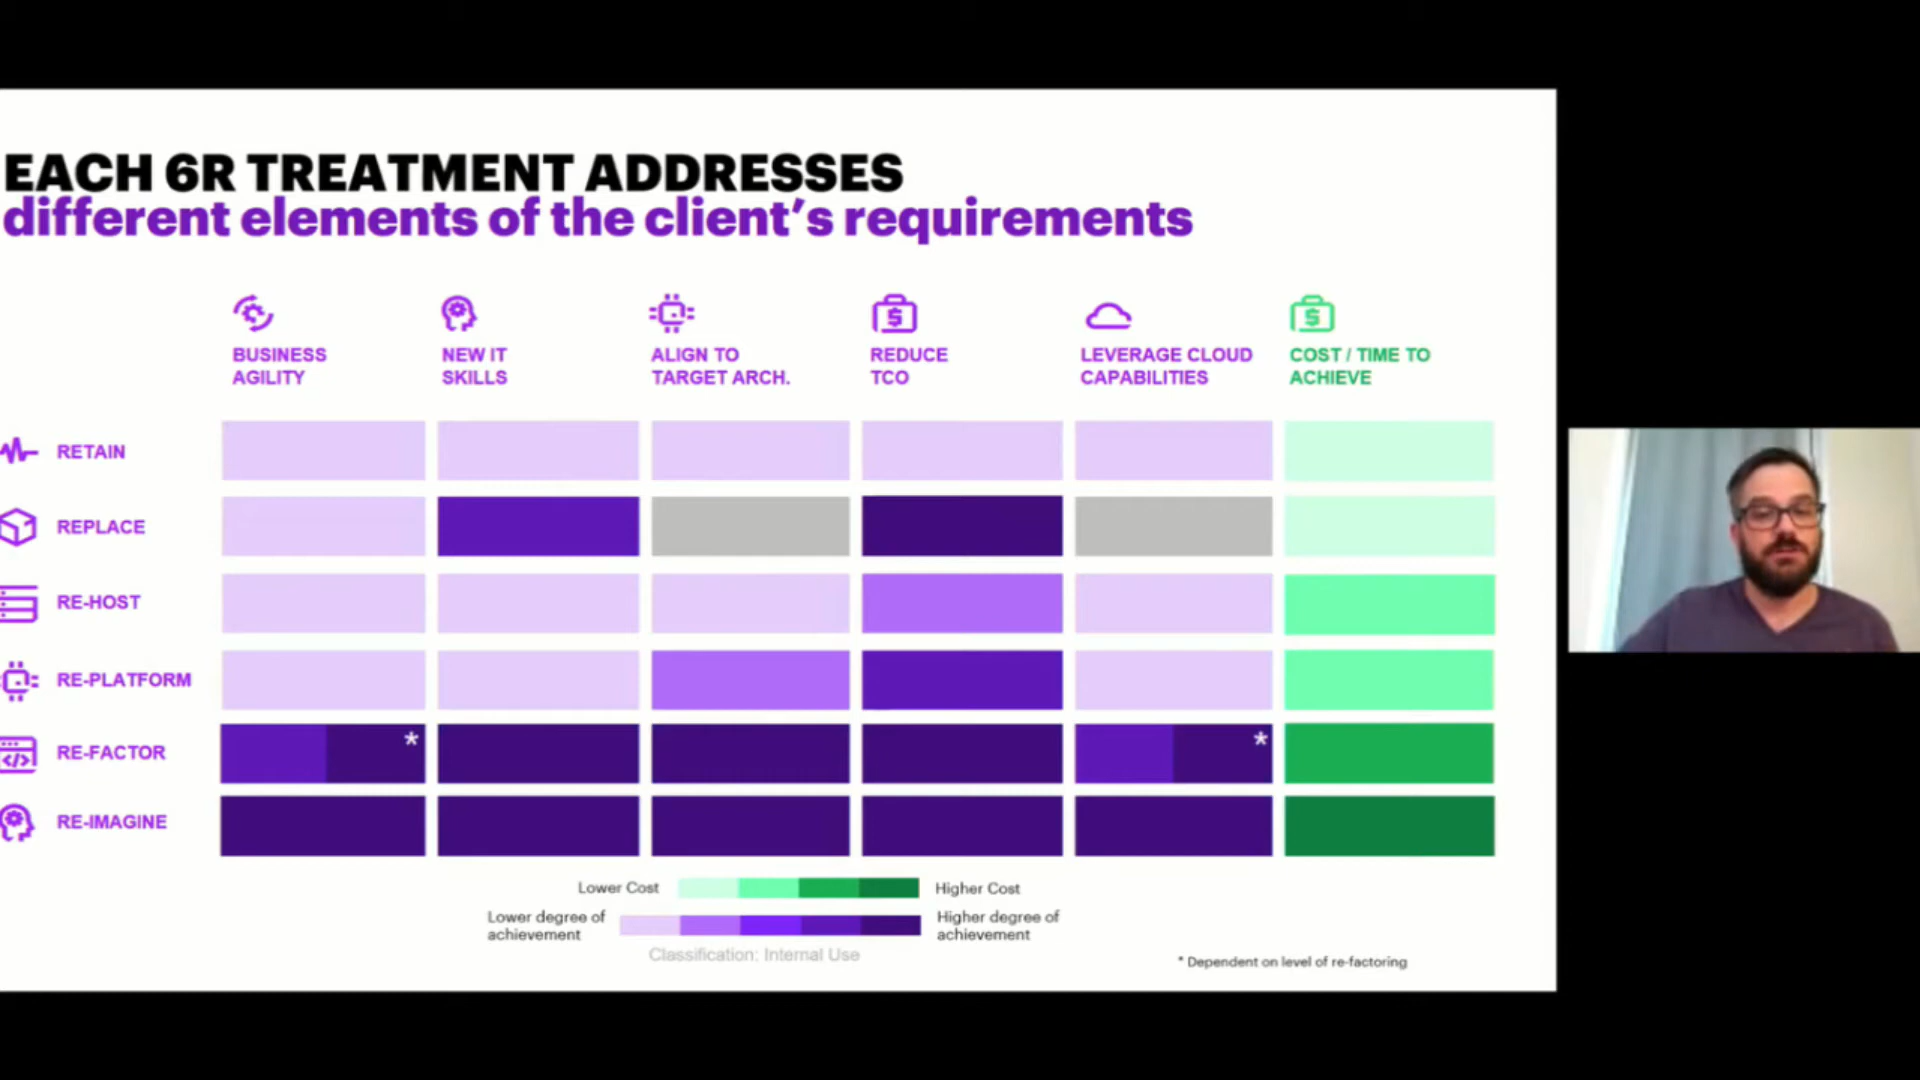 EACH 6R TREATMENT ADDRESSES
different elements of the client's requirements
BUSINESS
AGILITY
NEW IT
SKILLS
ALIGN TO
TARGET ARCH.
REDUCE
TCO
LEVERAGE CLOUD
CAPABILITIES
COST / TIME TO
ACHIEVE
RETAIN
REPLACE
RE-HOST
RE-PLATFORM
RE-FACTOR
*
*
RE-IMAGINE
Lower Cost
Higher Cost
Lower degree of
achievement
Higher degree of
achievement
Classification: Internal Use
* Dependent on level of re-factoring